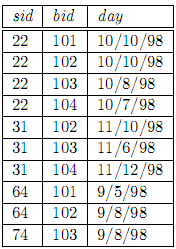 sid bid day
22 101 10/10/98
22 102 10/10/98
22 103 10/8/98
22 104 10/7/98
31 102 11/10/98
31 103 11/6/98
31 104 11/12/98
64 101 9/5/98
64 102 9/8/98
74 103 9/8/98